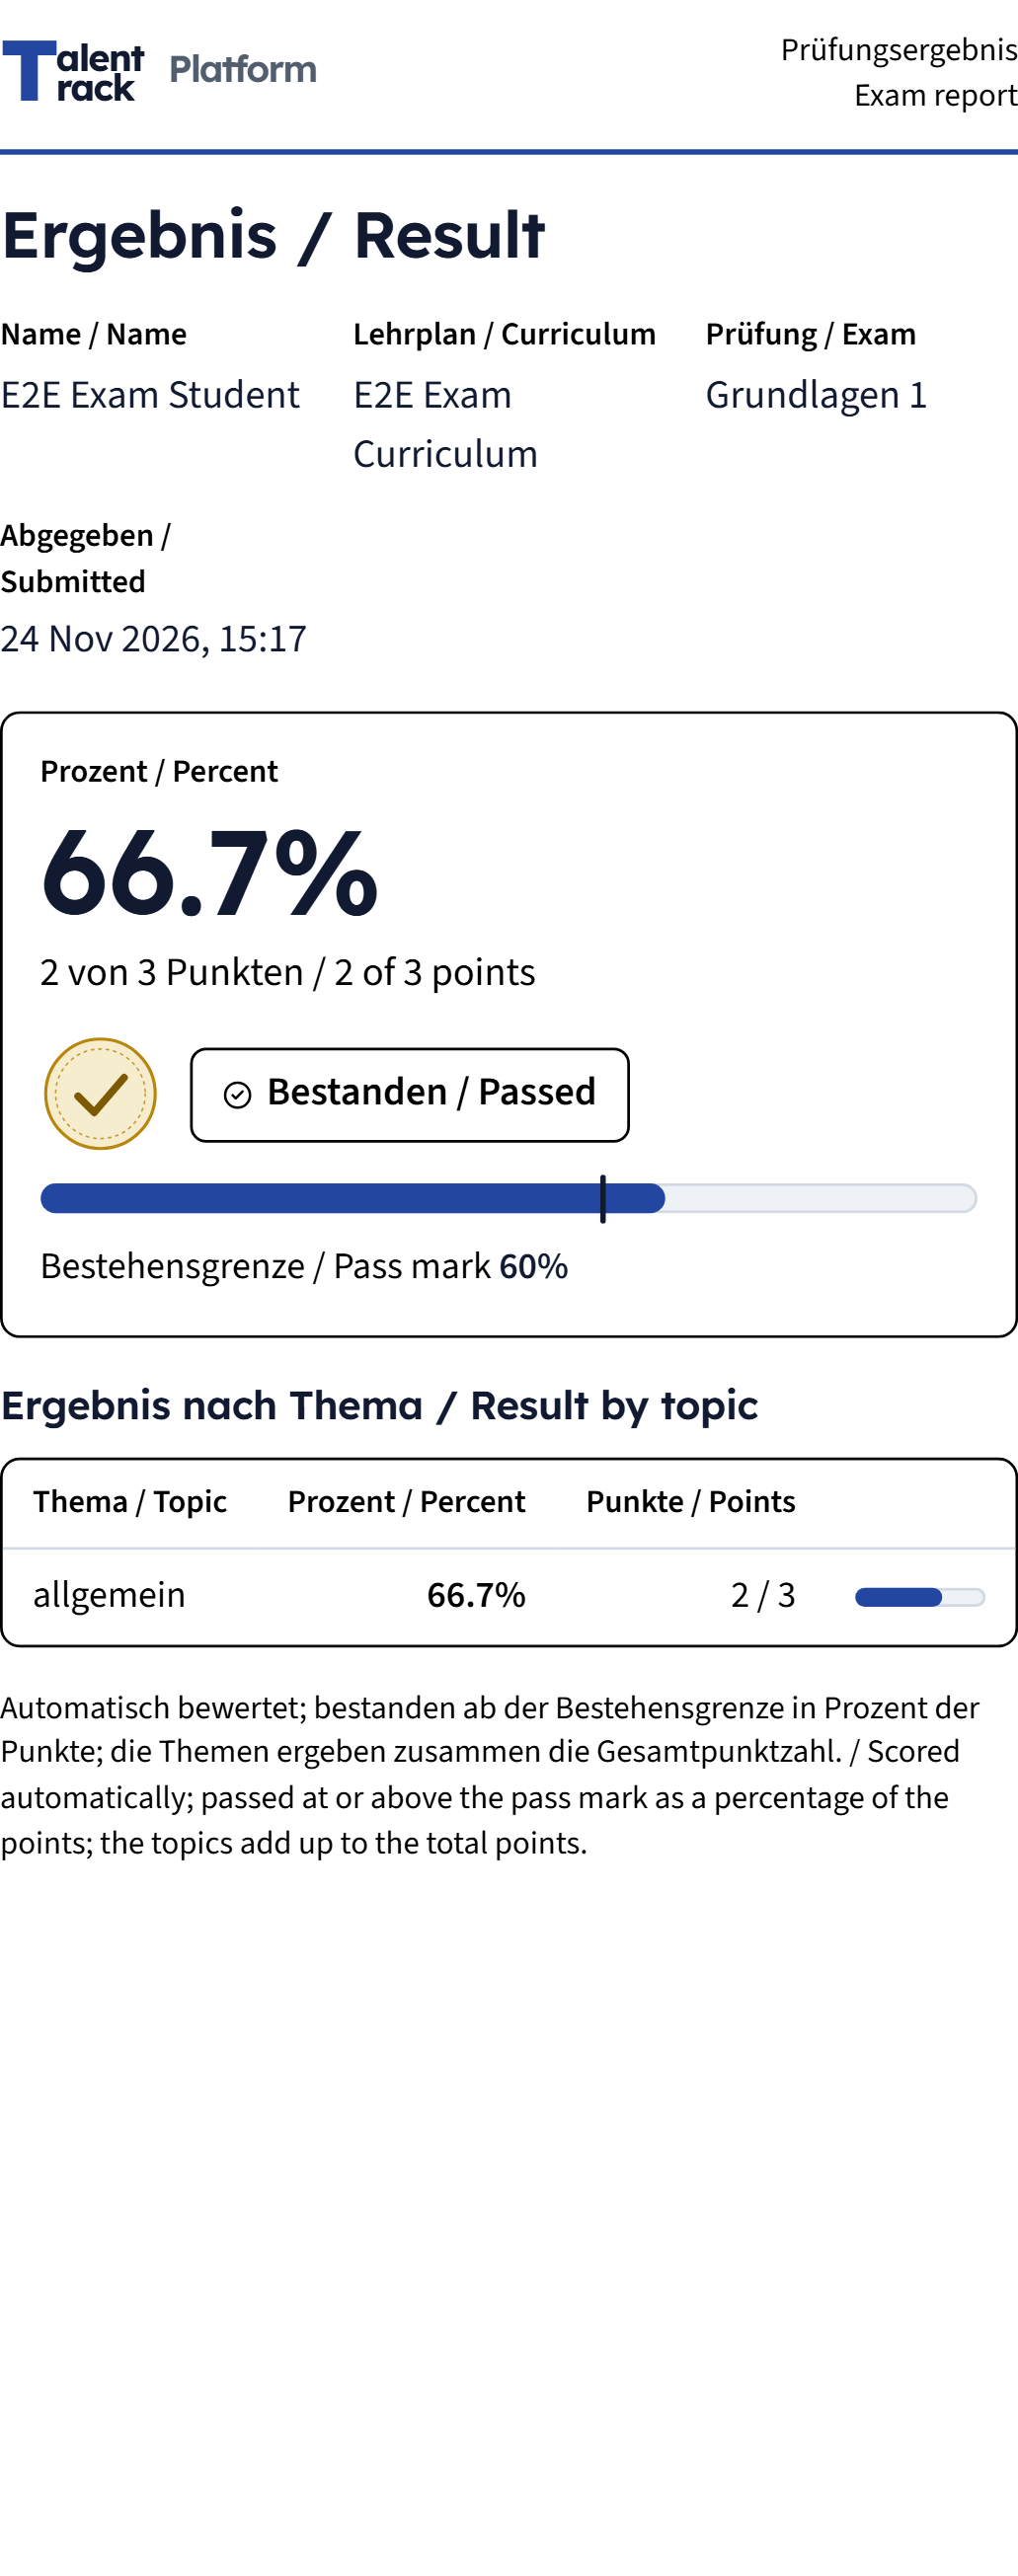 Talent
Track
Platform
Prüfungsergebnis
Exam report
Ergebnis / Result
Name / Name
E2E Exam Student
Lehrplan / Curriculum
E2E Exam
Curriculum
Prüfung / Exam
Grundlagen 1
Abgegeben /
Submitted
24 Nov 2026, 15:17
Prozent / Percent
66.7%
2 von 3 Punkten / 2 of 3 points
Bestanden / Passed
Bestehensgrenze / Pass mark 60%
Ergebnis nach Thema / Result by topic
Thema / Topic Prozent / Percent Punkte / Points
allgemein 66.7% 2 / 3
Automatisch bewertet; bestanden ab der Bestehensgrenze in Prozent der
Punkte; die Themen ergeben zusammen die Gesamtpunktzahl. / Scored
automatically; passed at or above the pass mark as a percentage of the
points; the topics add up to the total points.